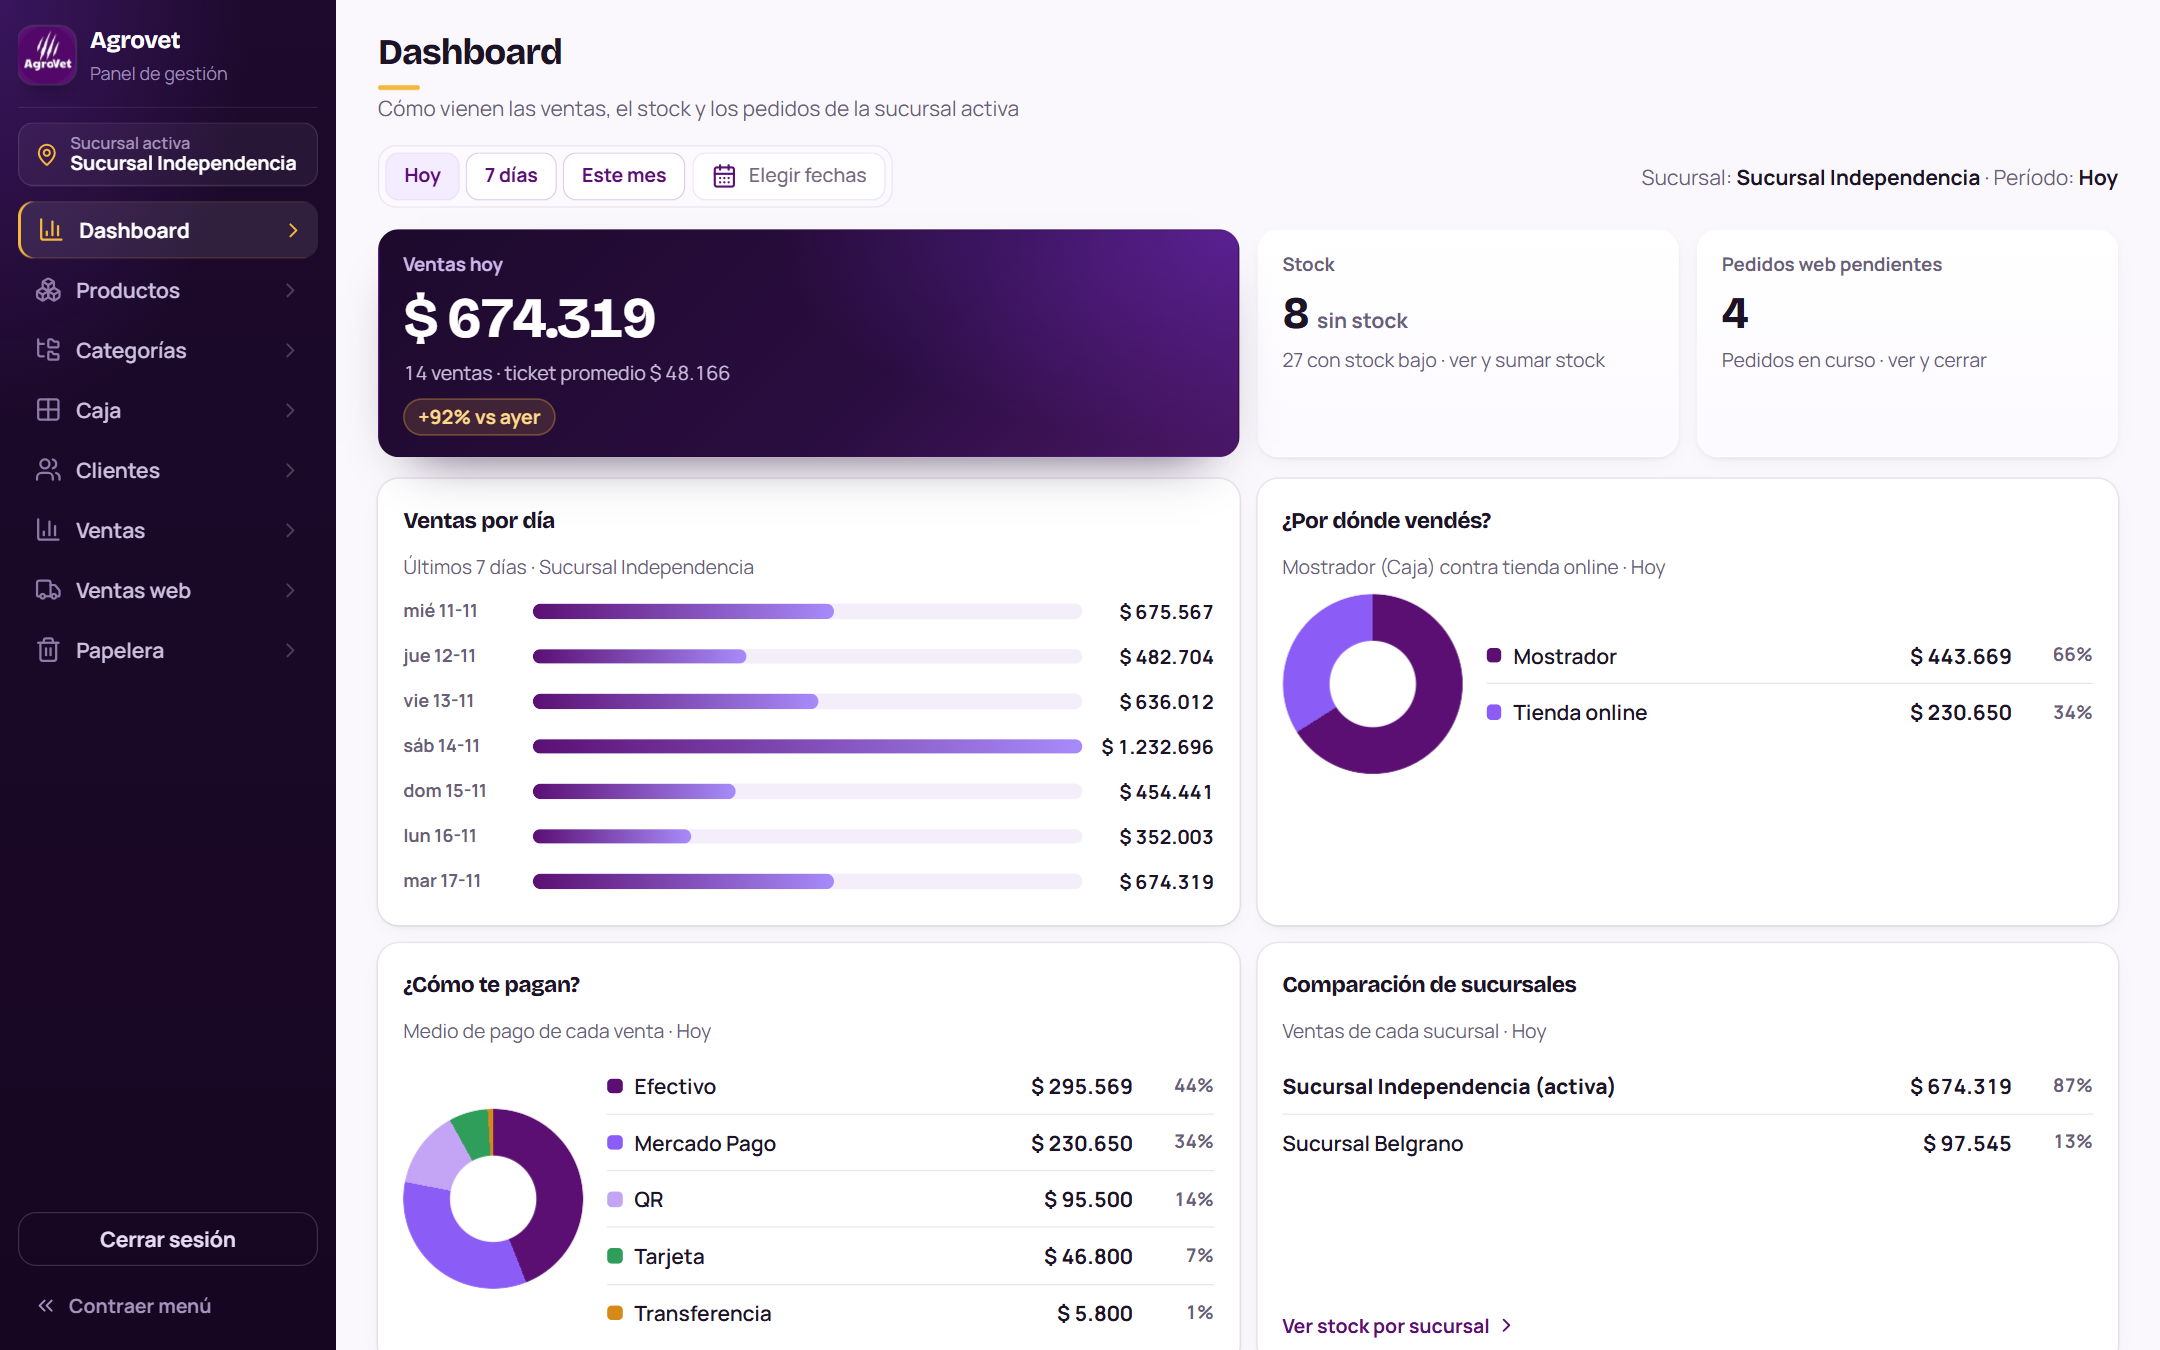 AgroVet
Agrovet
Panel de gestión
Sucursal activa
Sucursal Independencia
Dashboard
Productos
Categorías
Caja
Clientes
Ventas
Ventas web
Papelera
Cerrar sesión
Contraer menú
Dashboard
Cómo vienen las ventas, el stock y los pedidos de la sucursal activa
Hoy
7 días
Este mes
Elegir fechas
Sucursal: Sucursal Independencia · Período: Hoy
Ventas hoy
$ 674.319
14 ventas · ticket promedio $ 48.166
+92% vs ayer
Stock
8 sin stock
27 con stock bajo · ver y sumar stock
Pedidos web pendientes
4
Pedidos en curso · ver y cerrar
Ventas por día
Últimos 7 días · Sucursal Independencia
mié 11-11 $ 675.567
jue 12-11 $ 482.704
vie 13-11 $ 636.012
sáb 14-11 $ 1.232.696
dom 15-11 $ 454.441
lun 16-11 $ 352.003
mar 17-11 $ 674.319
¿Por dónde vendés?
Mostrador (Caja) contra tienda online · Hoy
Mostrador $ 443.669 66%
Tienda online $ 230.650 34%
¿Cómo te pagan?
Medio de pago de cada venta · Hoy
Efectivo $ 295.569 44%
Mercado Pago $ 230.650 34%
QR $ 95.500 14%
Tarjeta $ 46.800 7%
Transferencia $ 5.800 1%
Comparación de sucursales
Ventas de cada sucursal · Hoy
Sucursal Independencia (activa) $ 674.319 87%
Sucursal Belgrano $ 97.545 13%
Ver stock por sucursal